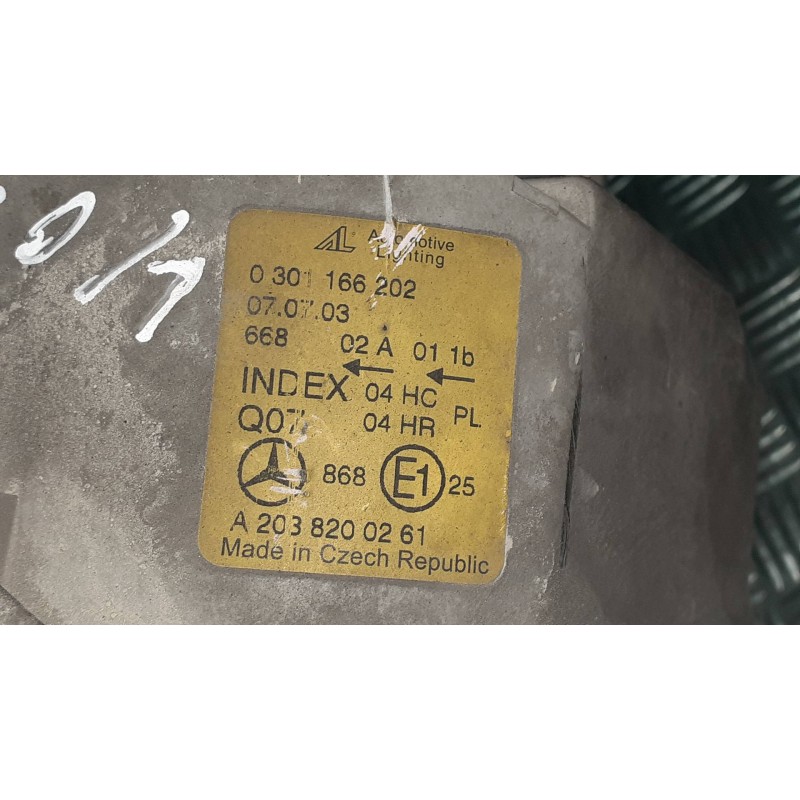 AL Automotive
Lighting
0 301 166 202
07.07.03
668 02 A 01 1b
INDEX 04 HC PL
04 HR
868 E1 25
A 203 820 02 61
Made in Czech Republic